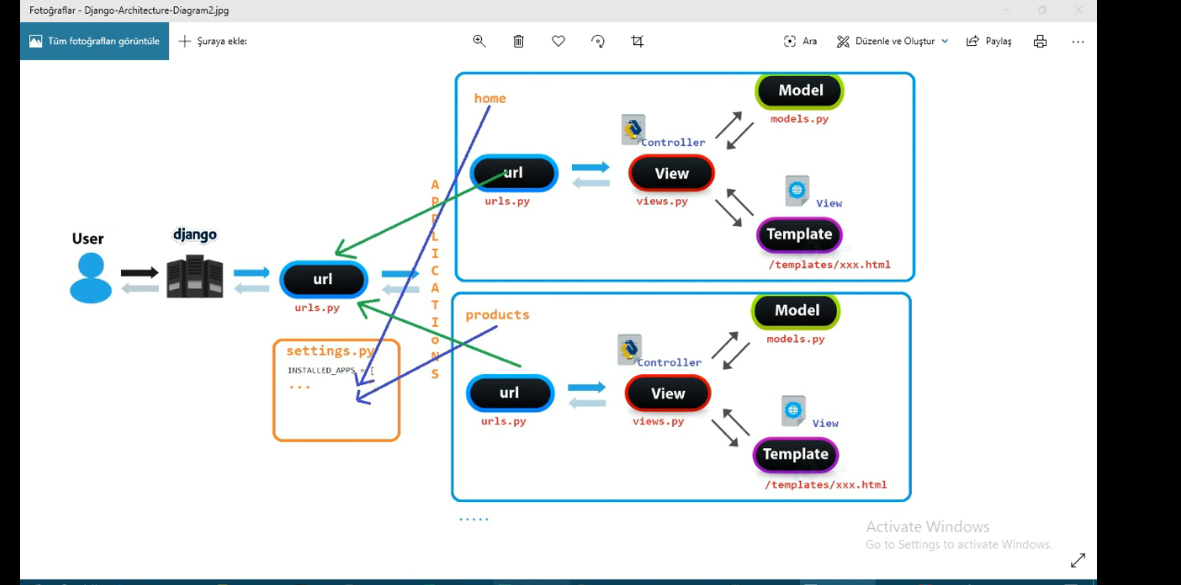 Fotoğraflar - Django-Architecture-Diagram2.jpg
Tüm fotoğrafları görüntüle
Şuraya ekle:
Ara
Düzenle ve Oluştur
Paylaş
home
Model
models.py
Controller
url
urls.py
View
views.py
View
Template
/templates/xxx.html
APPLICATIONS
User
django
url
urls.py
settings.py
INSTALLED_APPS = [
...
products
Model
models.py
Controller
url
urls.py
View
views.py
View
Template
/templates/xxx.html
.....
Activate Windows
Go to Settings to activate Windows.